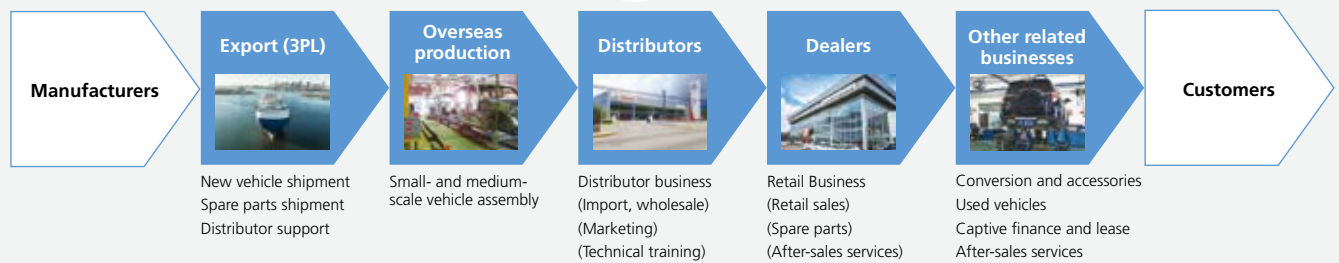 Manufacturers
Export (3PL)
New vehicle shipment
Spare parts shipment
Distributor support
Overseas
production
Small- and medium-
scale vehicle assembly
Distributors
Distributor business
(Import, wholesale)
(Marketing)
(Technical training)
Dealers
Retail Business
(Retail sales)
(Spare parts)
(After-sales services)
Other related
businesses
Conversion and accessories
Used vehicles
Captive finance and lease
After-sales services
Customers